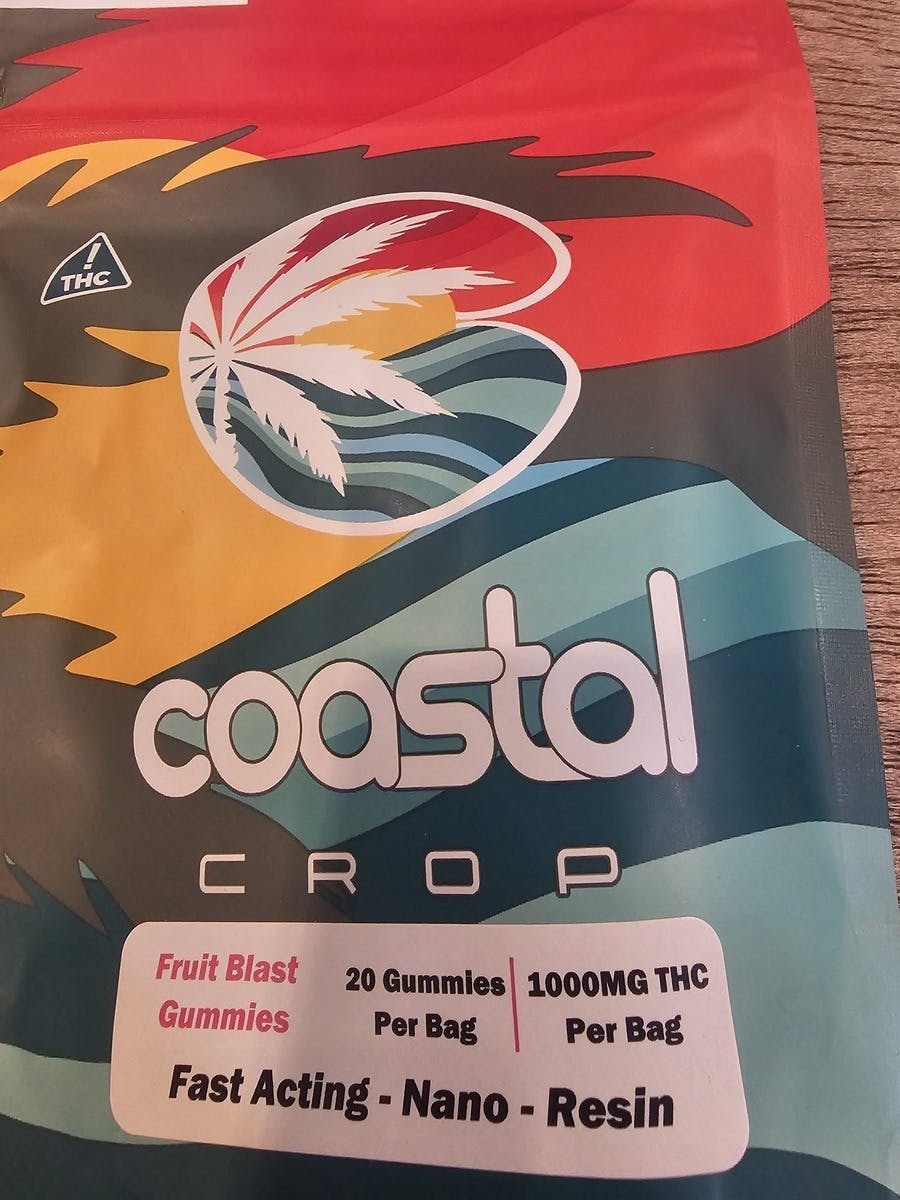 !
THC
coastal
CROP
Fruit Blast
Gummies
20 Gummies
Per Bag
1000MG THC
Per Bag
Fast Acting - Nano - Resin